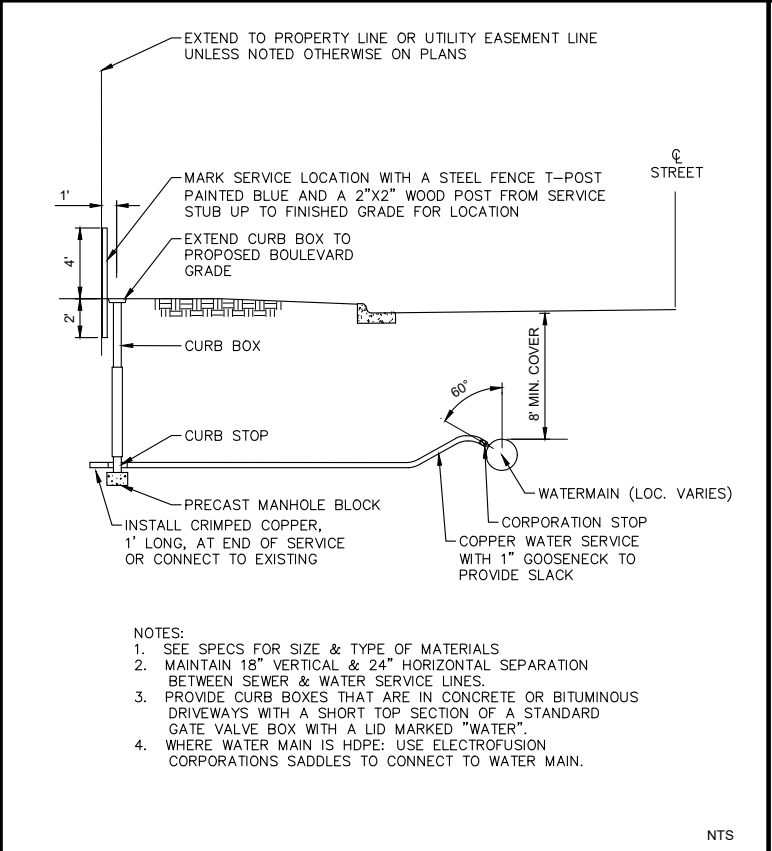 EXTEND TO PROPERTY LINE OR UTILITY EASEMENT LINE
UNLESS NOTED OTHERWISE ON PLANS
℄
STREET
MARK SERVICE LOCATION WITH A STEEL FENCE T-POST
PAINTED BLUE AND A 2"X2" WOOD POST FROM SERVICE
STUB UP TO FINISHED GRADE FOR LOCATION
1'
EXTEND CURB BOX TO
PROPOSED BOULEVARD
GRADE
4'
2'
CURB BOX
8' MIN. COVER
60°
CURB STOP
WATERMAIN (LOC. VARIES)
PRECAST MANHOLE BLOCK
INSTALL CRIMPED COPPER,
1' LONG, AT END OF SERVICE
OR CONNECT TO EXISTING
CORPORATION STOP
COPPER WATER SERVICE
WITH 1" GOOSENECK TO
PROVIDE SLACK
NOTES:
1. SEE SPECS FOR SIZE & TYPE OF MATERIALS
2. MAINTAIN 18" VERTICAL & 24" HORIZONTAL SEPARATION
BETWEEN SEWER & WATER SERVICE LINES.
3. PROVIDE CURB BOXES THAT ARE IN CONCRETE OR BITUMINOUS
DRIVEWAYS WITH A SHORT TOP SECTION OF A STANDARD
GATE VALVE BOX WITH A LID MARKED "WATER".
4. WHERE WATER MAIN IS HDPE: USE ELECTROFUSION
CORPORATIONS SADDLES TO CONNECT TO WATER MAIN.
NTS